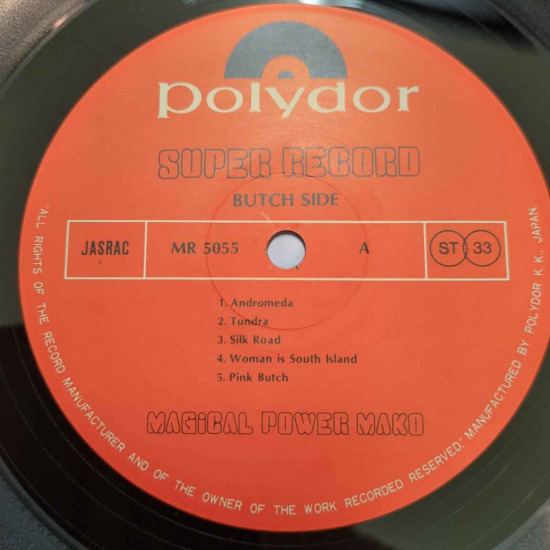 polydor
SUPER RECORD
BUTCH SIDE
JASRAC MR 5055 A ST 33
1. Andromeda
2. Tundra
3. Silk Road
4. Woman is South Island
5. Pink Butch
MAGiCAL POWER MAKO
"ALL RIGHTS OF THE RECORD MANUFACTURER AND OF THE OWNER OF THE WORK RECORDED RESERVED." MANUFACTURED BY POLYDOR K.K., JAPAN